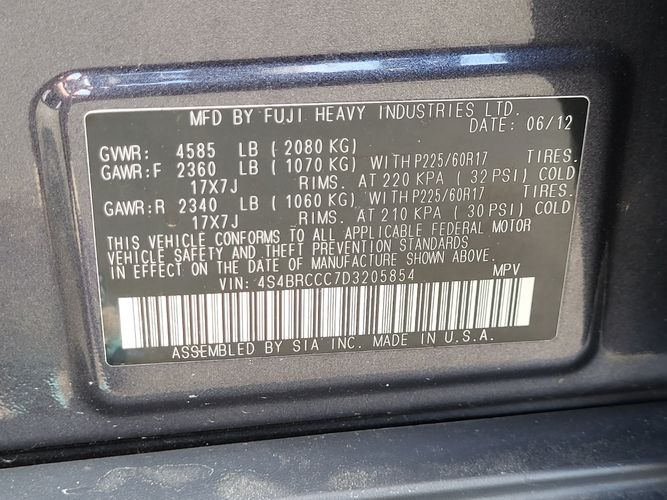 MFD BY FUJI HEAVY INDUSTRIES LTD.
DATE: 06/12
GVWR: 4585 LB ( 2080 KG)
GAWR:F 2360 LB ( 1070 KG) WITH P225/60R17 TIRES.
17X7J RIMS. AT 220 KPA ( 32 PSI) COLD
GAWR:R 2340 LB ( 1060 KG) WITH P225/60R17 TIRES.
17X7J RIMS. AT 210 KPA ( 30 PSI) COLD
THIS VEHICLE CONFORMS TO ALL APPLICABLE FEDERAL MOTOR
VEHICLE SAFETY AND THEFT PREVENTION STANDARDS
IN EFFECT ON THE DATE OF MANUFACTURE SHOWN ABOVE.
VIN: 4S4BRCCC7D3205854 MPV
ASSEMBLED BY SIA INC. MADE IN U.S.A.